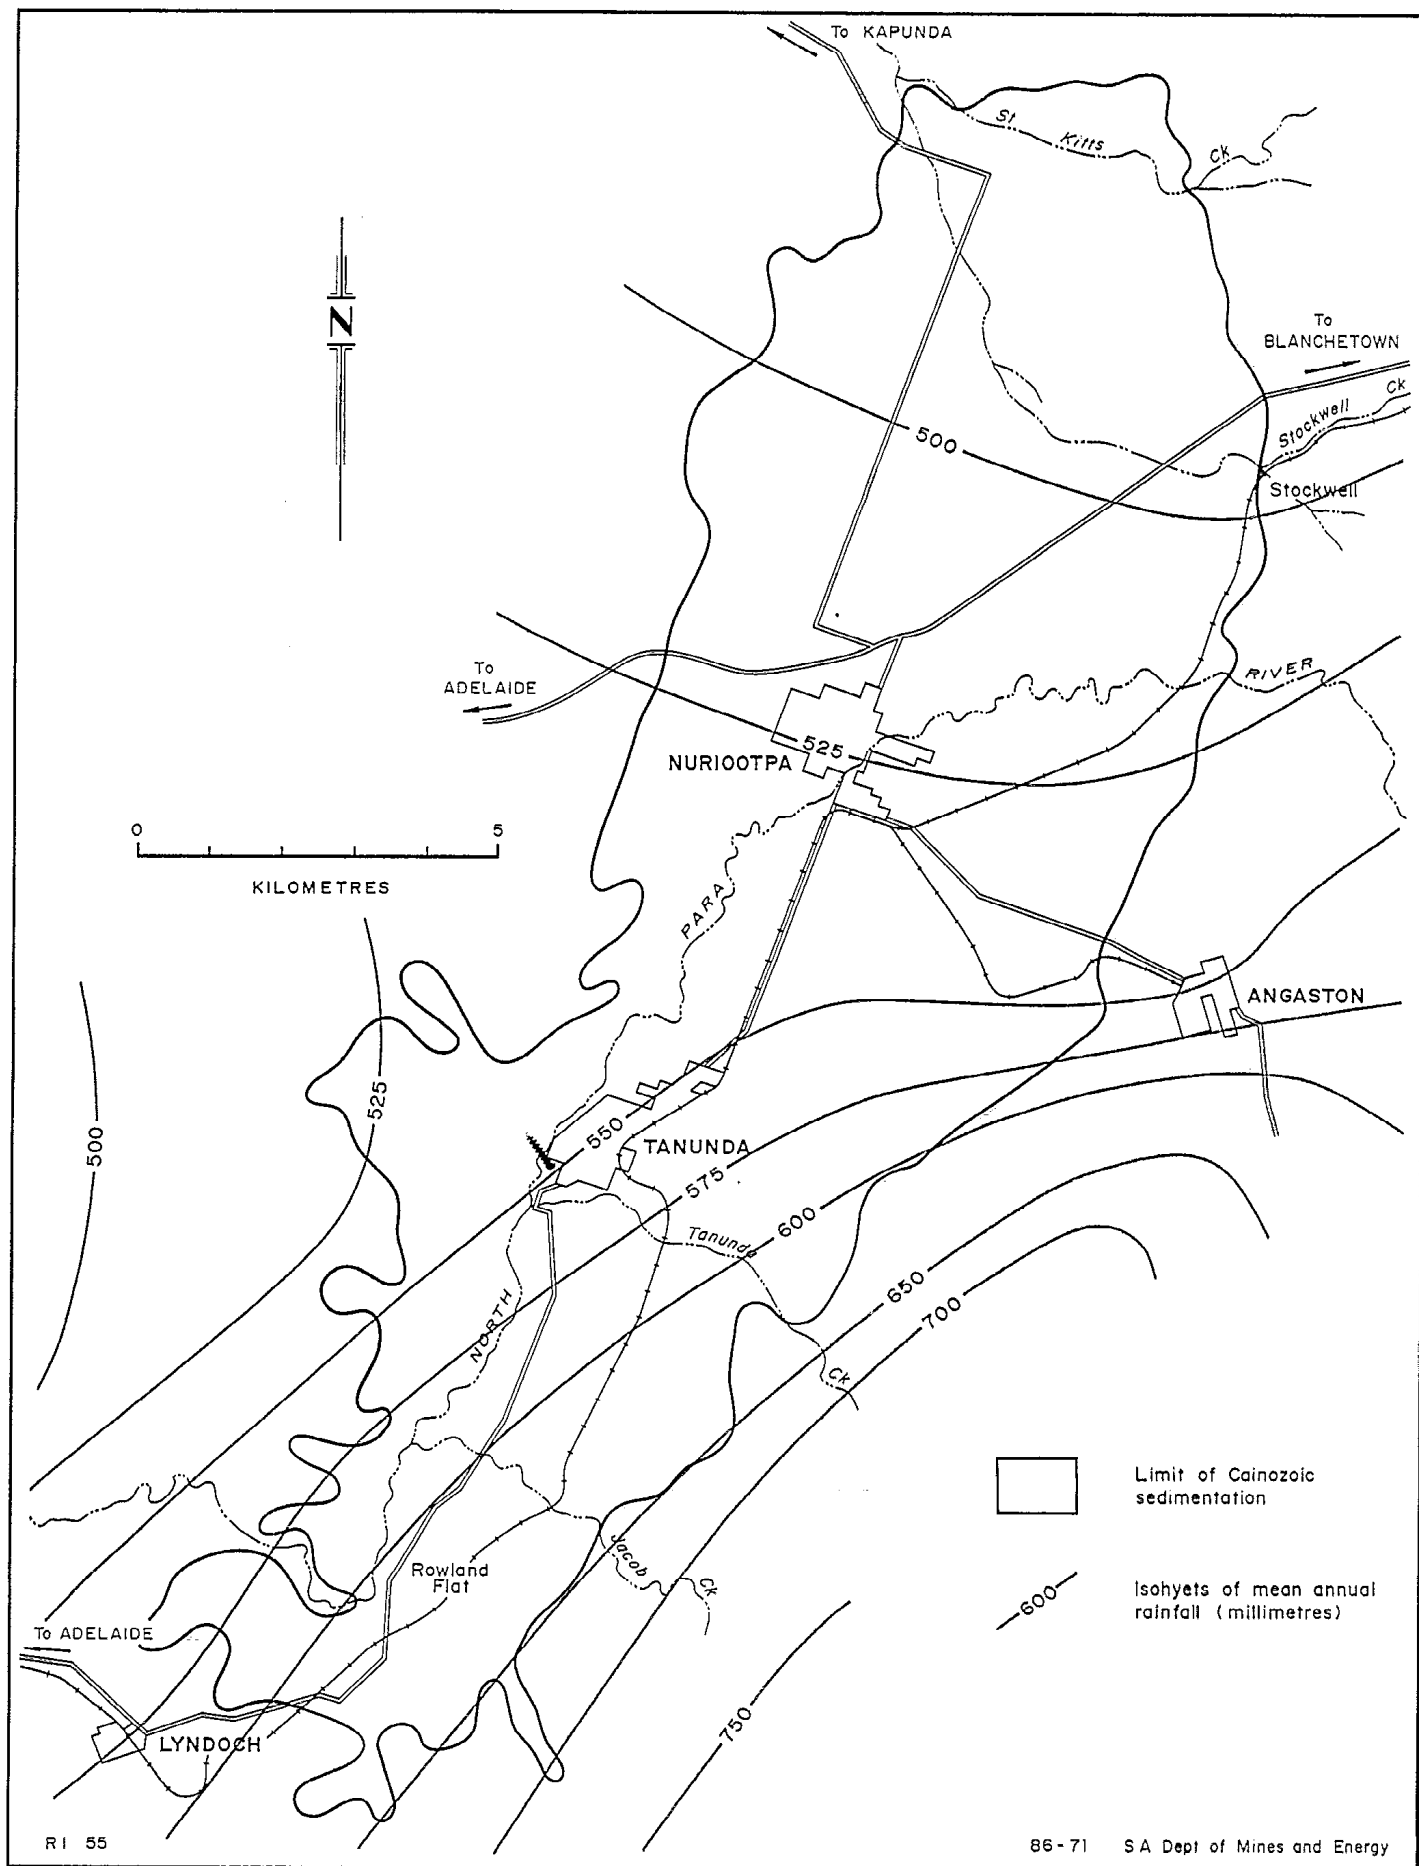 To KAPUNDA
St Kitts Ck
N
To
BLANCHETOWN
Stockwell Ck
500
Stockwell
To
ADELAIDE
RIVER
525
NURIOOTPA
0 5
KILOMETRES
PARA
ANGASTON
525
500
550
TANUNDA
575
600
Tanunda Ck
650
700
NORTH
Limit of Cainozoic
sedimentation
Rowland
Flat
Jacob Ck
600
Isohyets of mean annual
rainfall (millimetres)
To ADELAIDE
750
LYNDOCH
RI 55
86-71 SA Dept of Mines and Energy